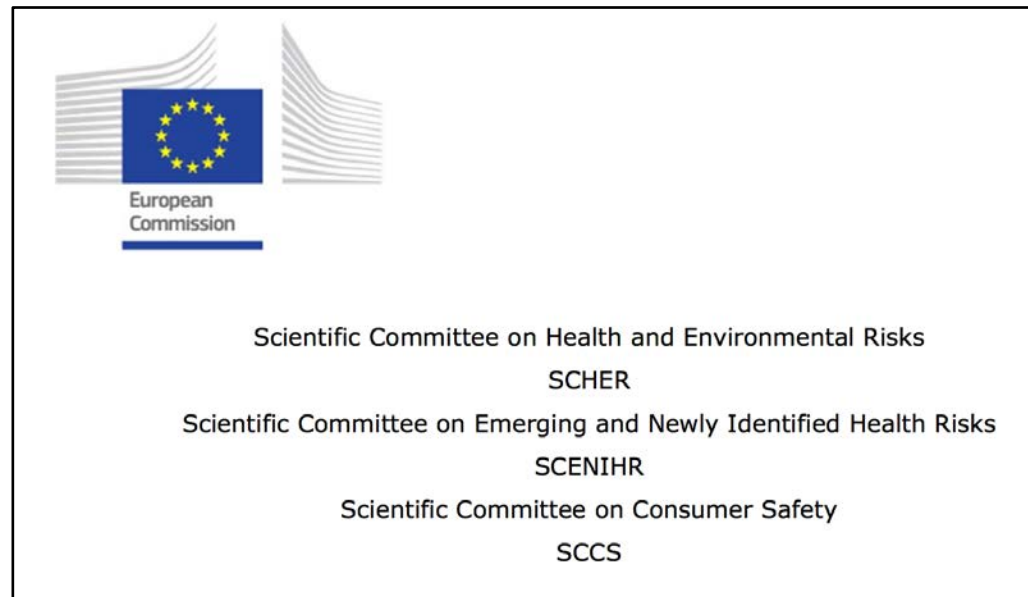 European
Commission
Scientific Committee on Health and Environmental Risks
SCHER
Scientific Committee on Emerging and Newly Identified Health Risks
SCENIHR
Scientific Committee on Consumer Safety
SCCS